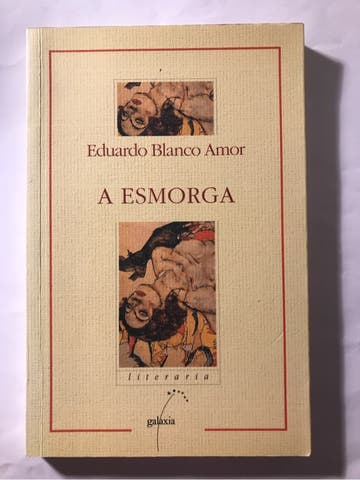 Eduardo Blanco Amor
A ESMORGA
literaria
galaxia